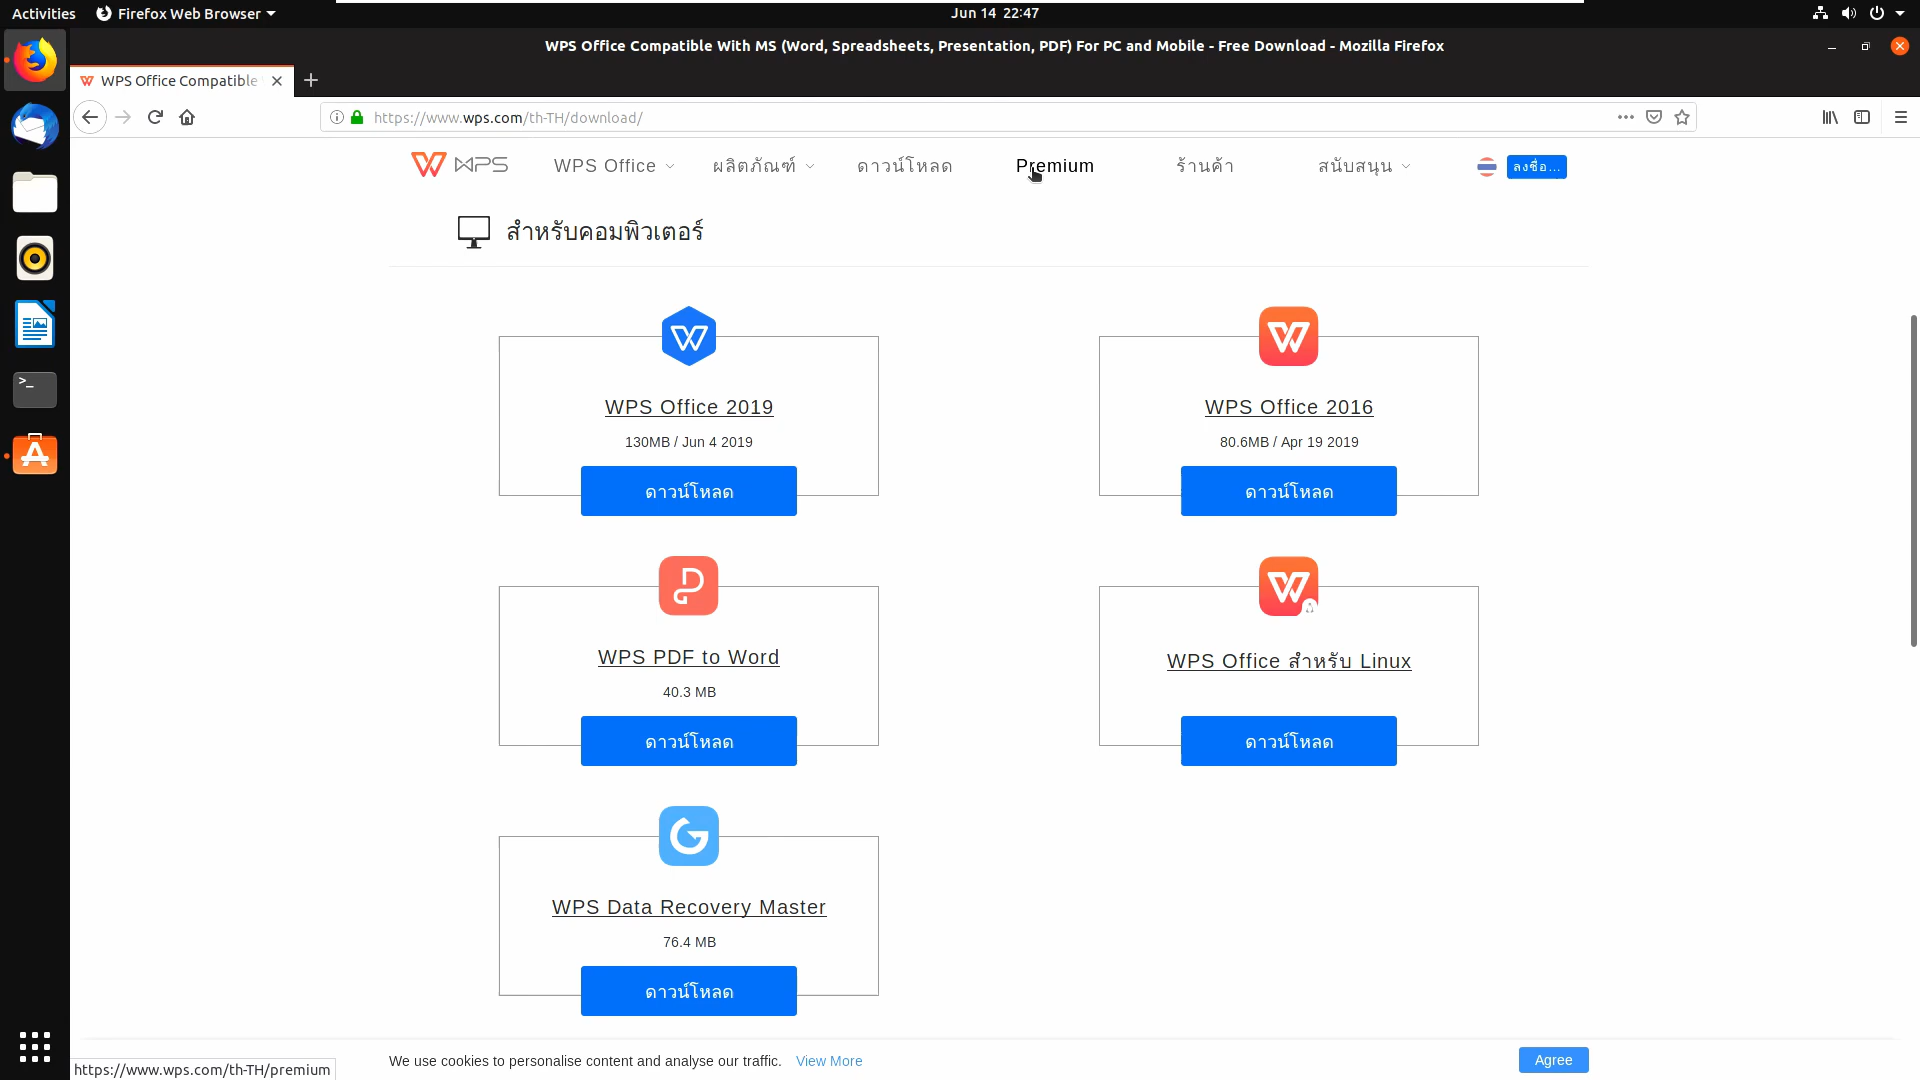 Activities
Firefox Web Browser
Jun 14 22:47
WPS Office Compatible With MS (Word, Spreadsheets, Presentation, PDF) For PC and Mobile - Free Download - Mozilla Firefox
WPS Office Compatible
https://www.wps.com/th-TH/download/
WPS
WPS Office
ผลิตภัณฑ์
ดาวน์โหลด
Premium
ร้านค้า
สนับสนุน
ลงชื่อ...
สำหรับคอมพิวเตอร์
WPS Office 2019
130MB / Jun 4 2019
ดาวน์โหลด
WPS Office 2016
80.6MB / Apr 19 2019
ดาวน์โหลด
WPS PDF to Word
40.3 MB
ดาวน์โหลด
WPS Office สำหรับ Linux
ดาวน์โหลด
WPS Data Recovery Master
76.4 MB
ดาวน์โหลด
We use cookies to personalise content and analyse our traffic. View More
Agree
https://www.wps.com/th-TH/premium